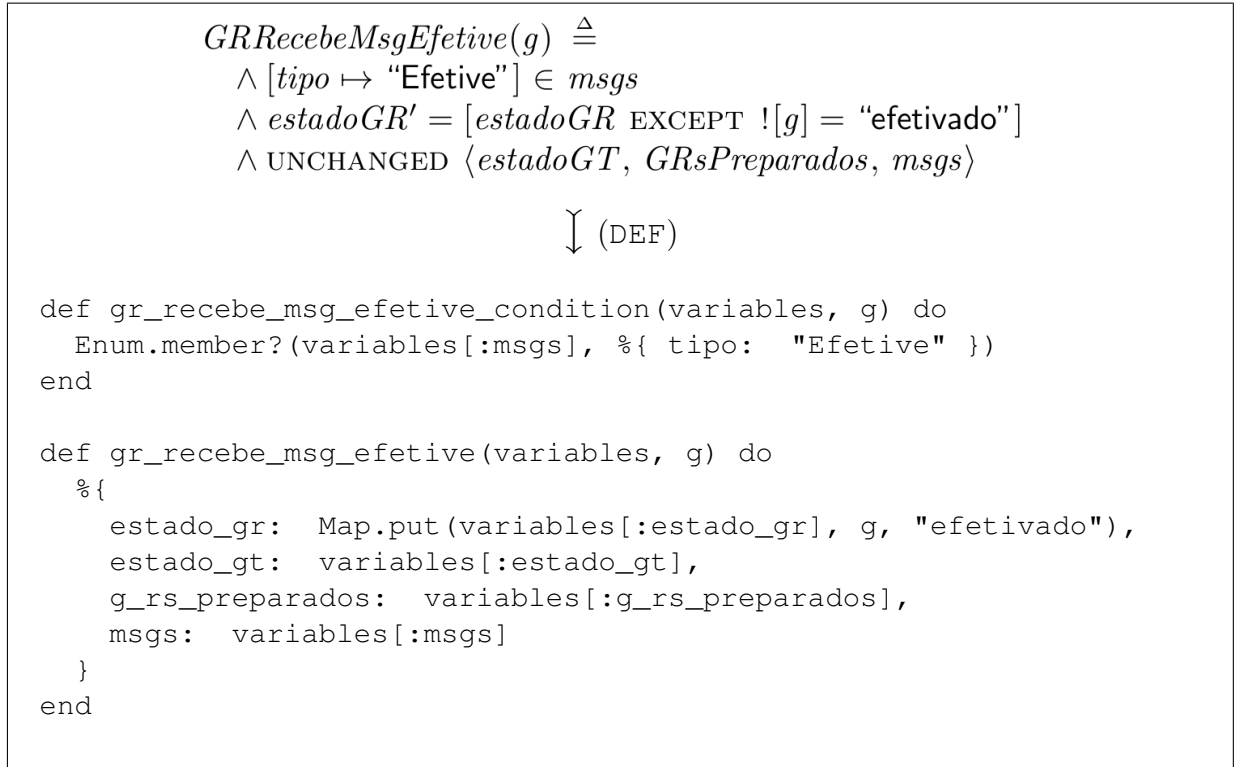 GRRecebeMsgEfetive(g) ≜
∧ [tipo ↦ “Efetive”] ∈ msgs
∧ estadoGR′ = [estadoGR EXCEPT ![g] = “efetivado”]
∧ UNCHANGED ⟨estadoGT, GRsPreparados, msgs⟩
↧ (DEF)
def gr_recebe_msg_efetive_condition(variables, g) do
  Enum.member?(variables[:msgs], %{ tipo: "Efetive" })
end
def gr_recebe_msg_efetive(variables, g) do
  %{
    estado_gr: Map.put(variables[:estado_gr], g, "efetivado"),
    estado_gt: variables[:estado_gt],
    g_rs_preparados: variables[:g_rs_preparados],
    msgs: variables[:msgs]
  }
end